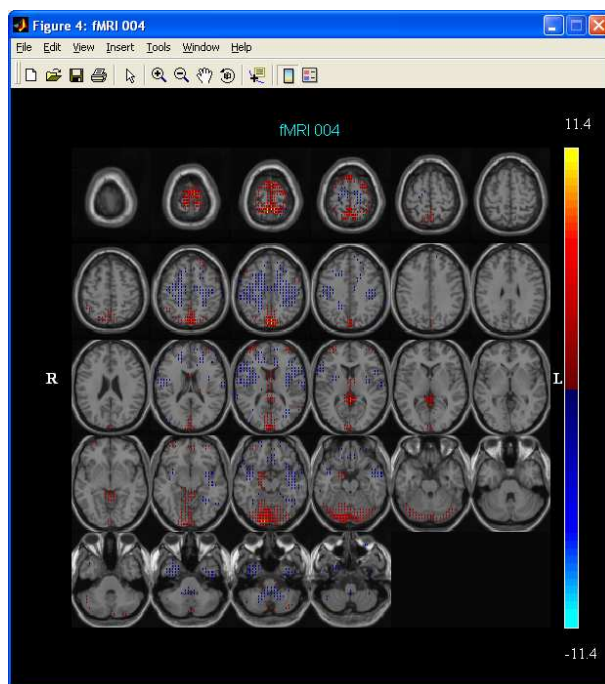 Figure 4: fMRI 004
File Edit View Insert Tools Window Help
fMRI 004
11.4
R
L
-11.4